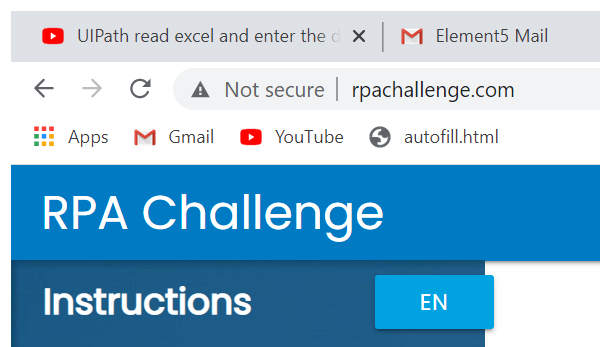 UIPath read excel and enter the d
Element5 Mail
Not secure | rpachallenge.com
Apps Gmail YouTube autofill.html
RPA Challenge
Instructions EN